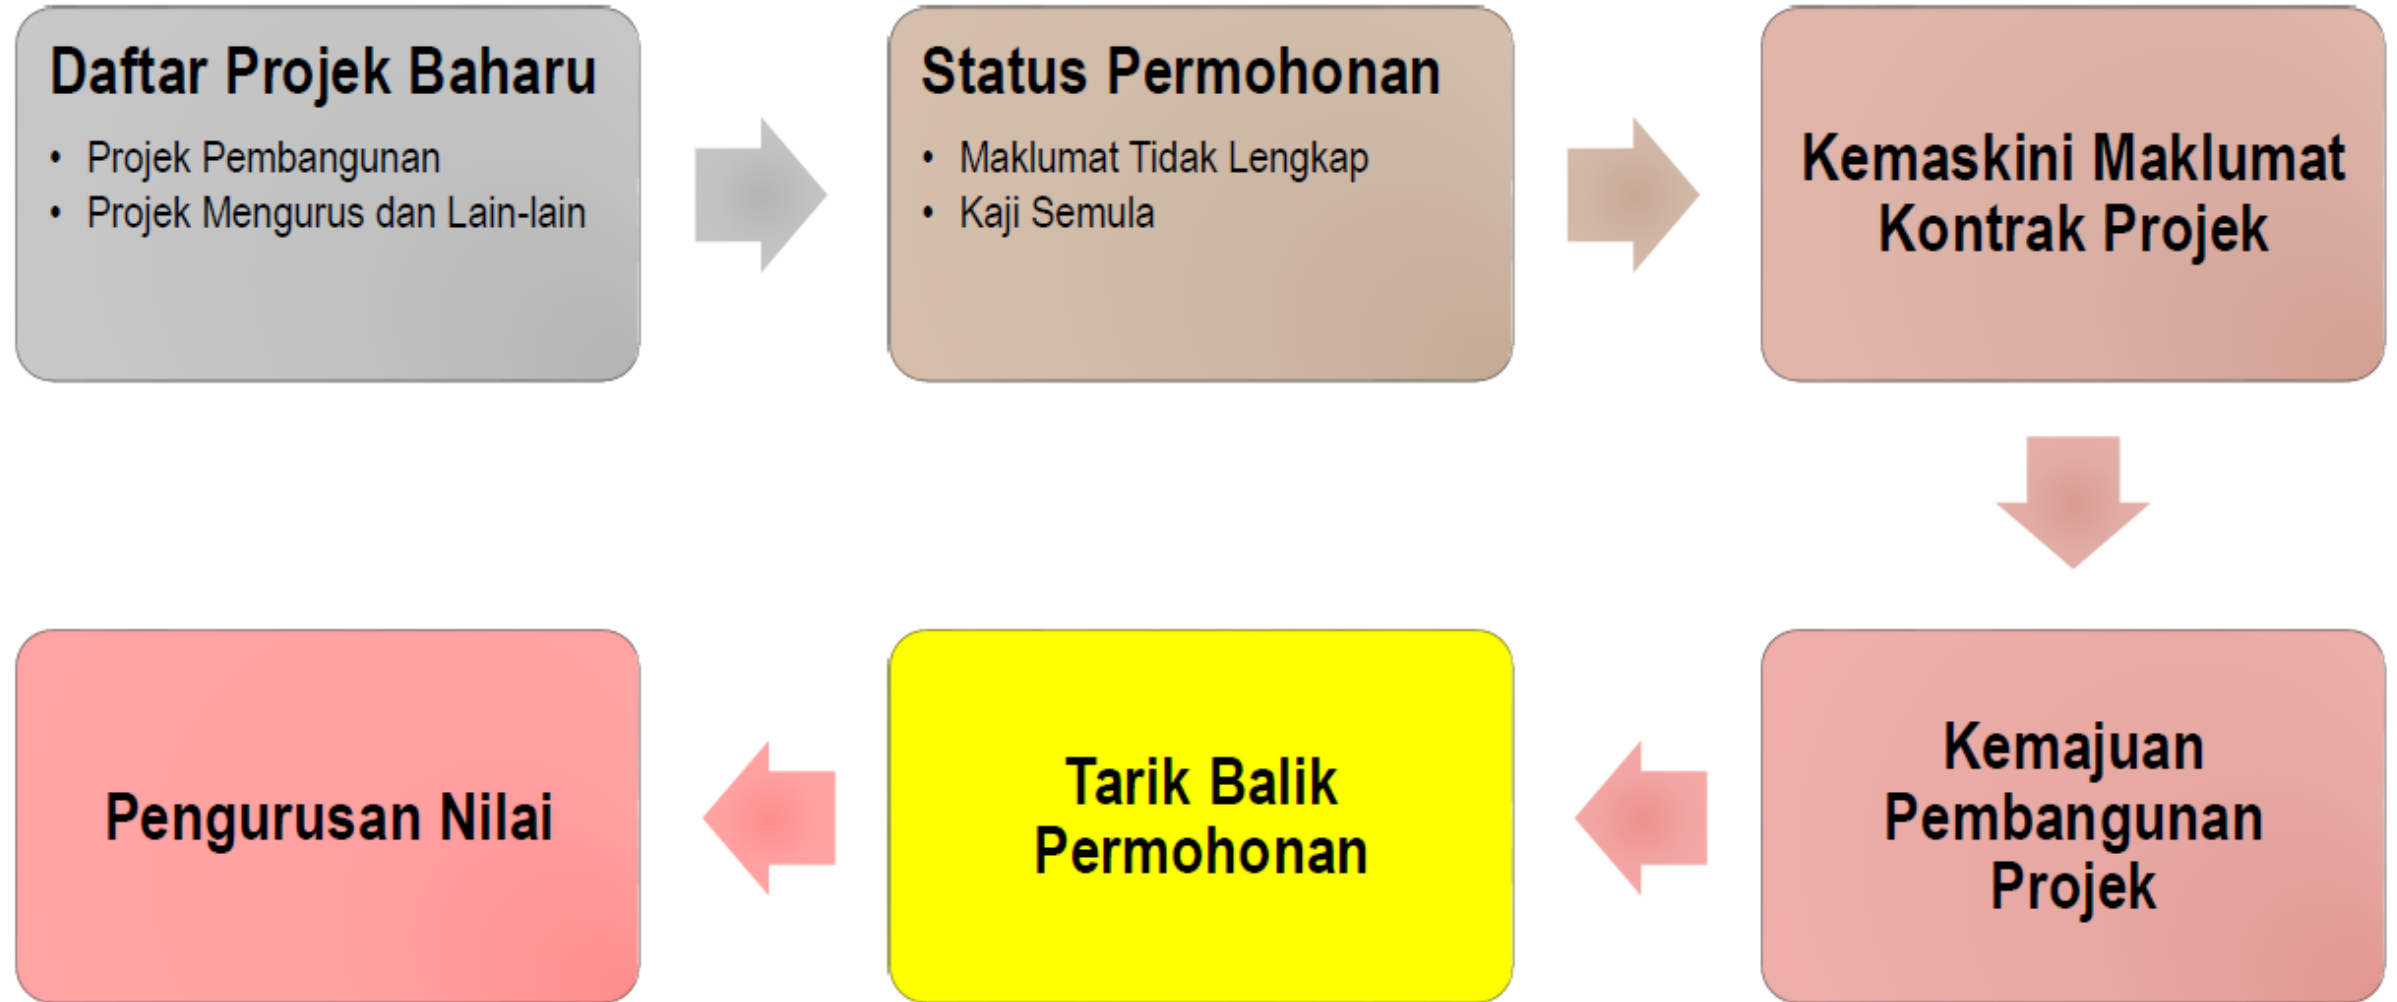 Daftar Projek Baharu
• Projek Pembangunan
• Projek Mengurus dan Lain-lain
Status Permohonan
• Maklumat Tidak Lengkap
• Kaji Semula
Kemaskini Maklumat
Kontrak Projek
Kemajuan
Pembangunan
Projek
Tarik Balik
Permohonan
Pengurusan Nilai